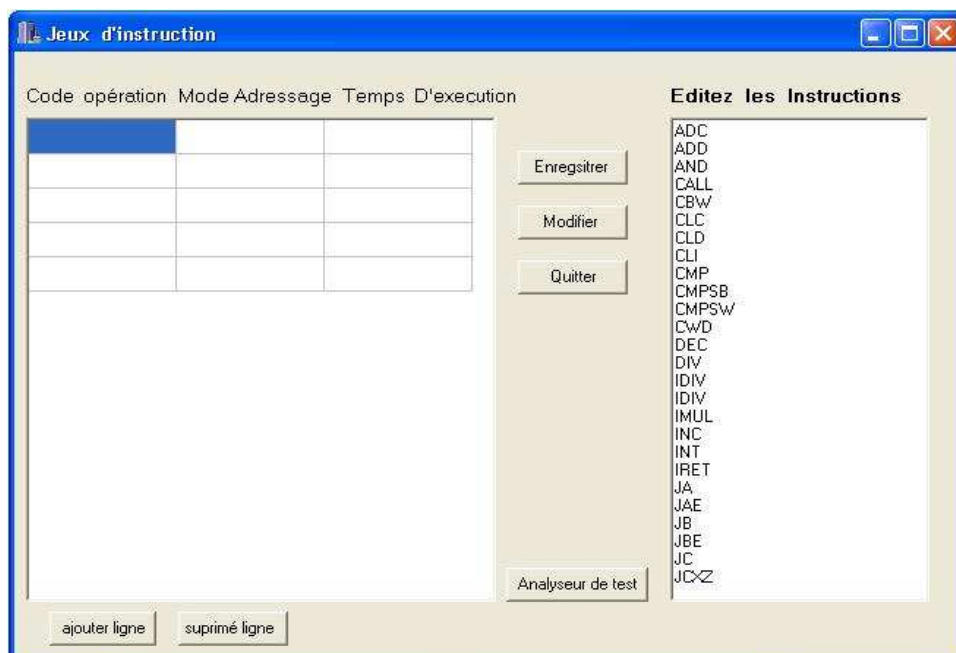 Jeux d'instruction
Code opération Mode Adressage Temps D'execution
Editez les Instructions
Enregsitrer
Modifier
Quitter
Analyseur de test
ajouter ligne
suprimé ligne
ADC
ADD
AND
CALL
CBW
CLC
CLD
CLI
CMP
CMPSB
CMPSW
CWD
DEC
DIV
IDIV
IDIV
IMUL
INC
INT
IRET
JA
JAE
JB
JBE
JC
JCXZ